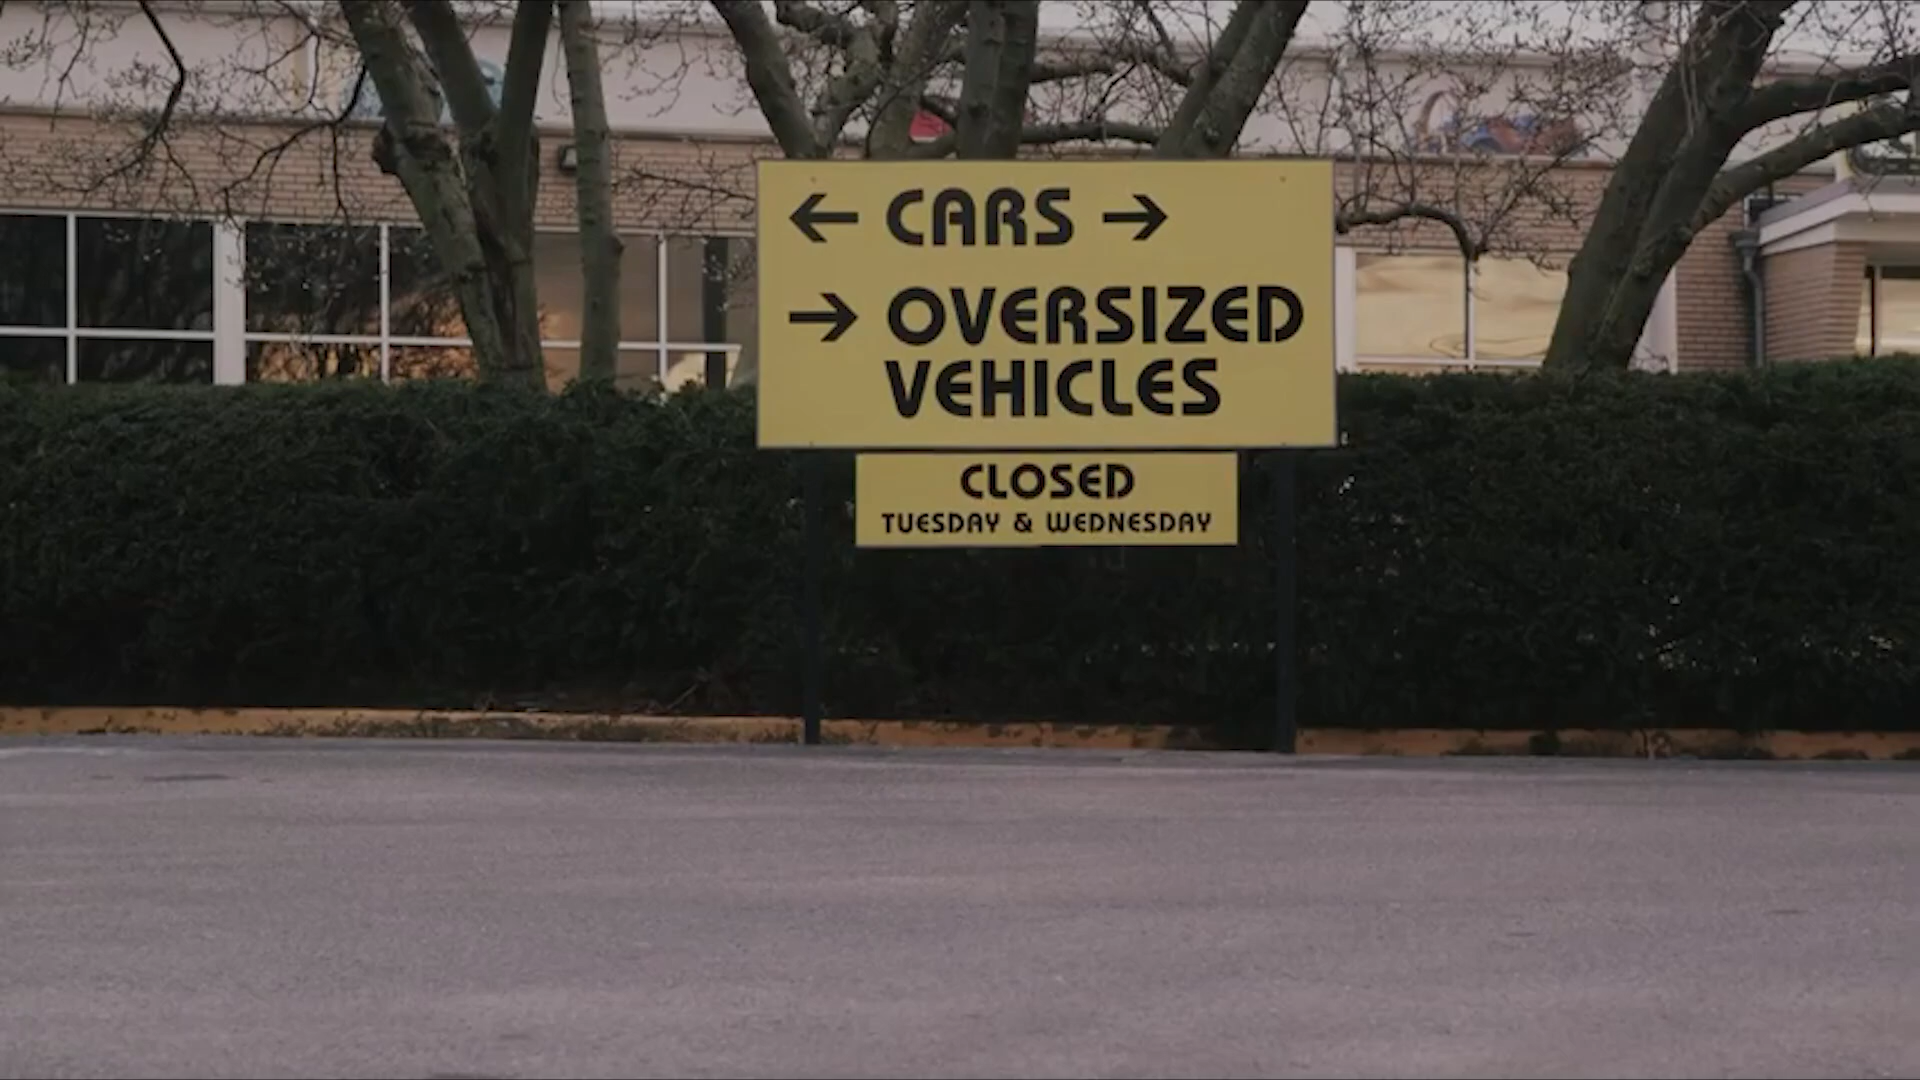 ← CARS →
→ OVERSIZED
VEHICLES
CLOSED
TUESDAY & WEDNESDAY